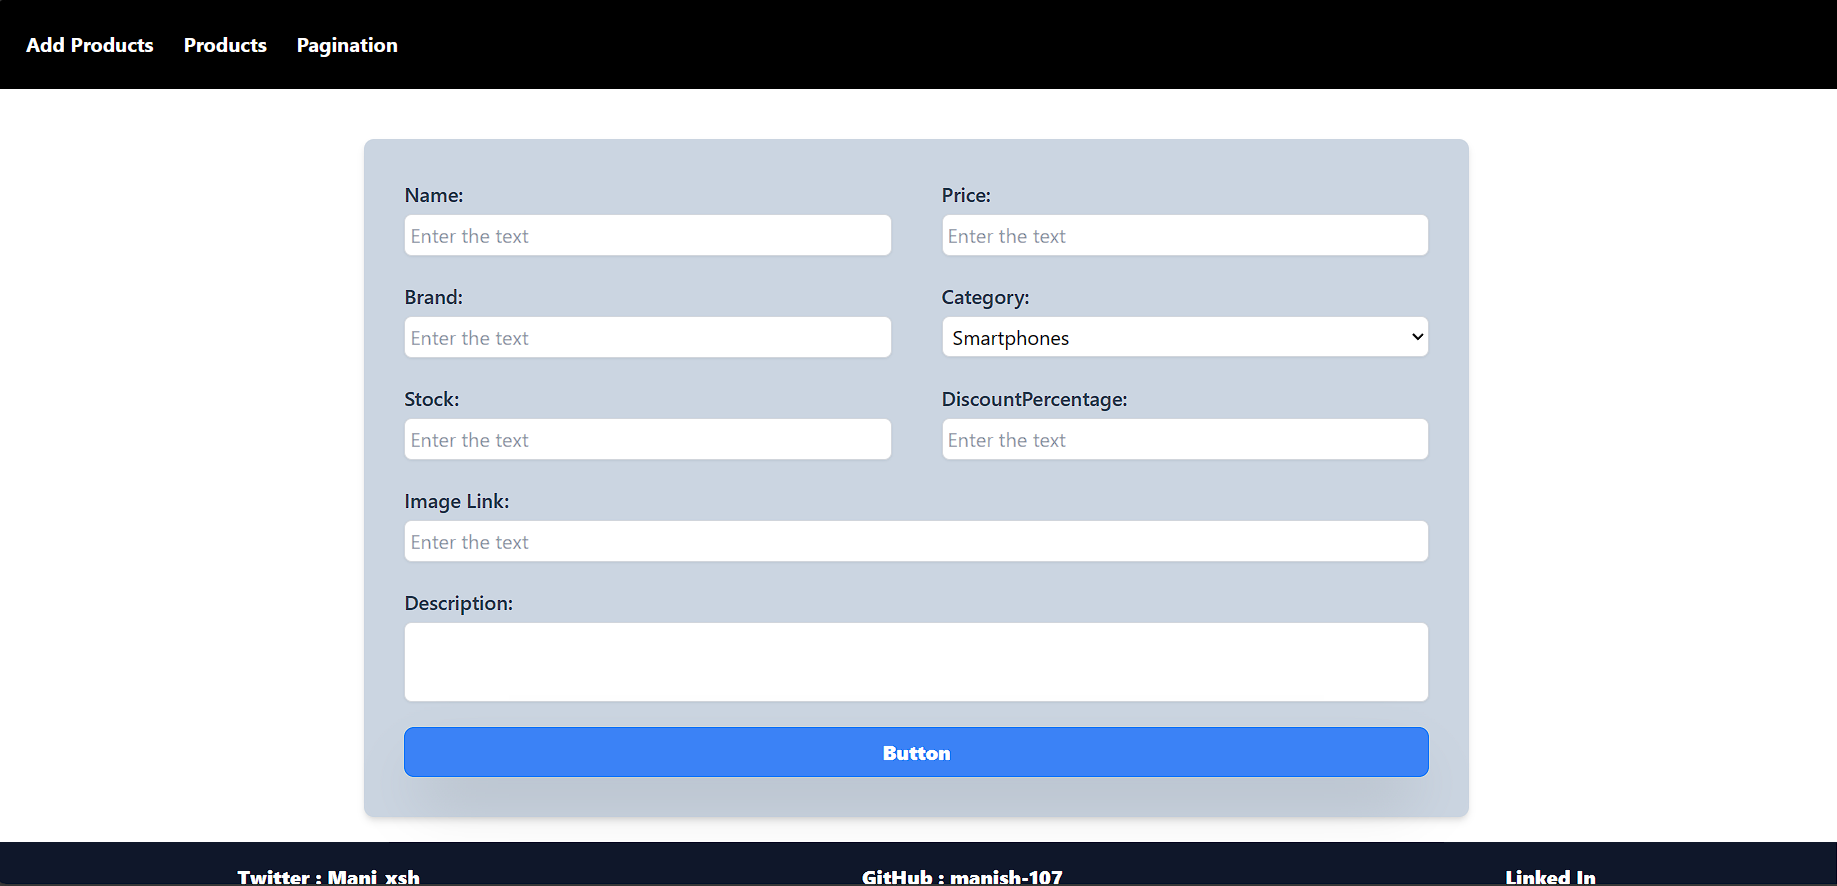 Add Products Products Pagination
Name: Price:
Enter the text Enter the text
Brand: Category:
Enter the text Smartphones
Stock: DiscountPercentage:
Enter the text Enter the text
Image Link:
Enter the text
Description:
Button
Twitter : Mani_xsh GitHub : manish-107 Linked In